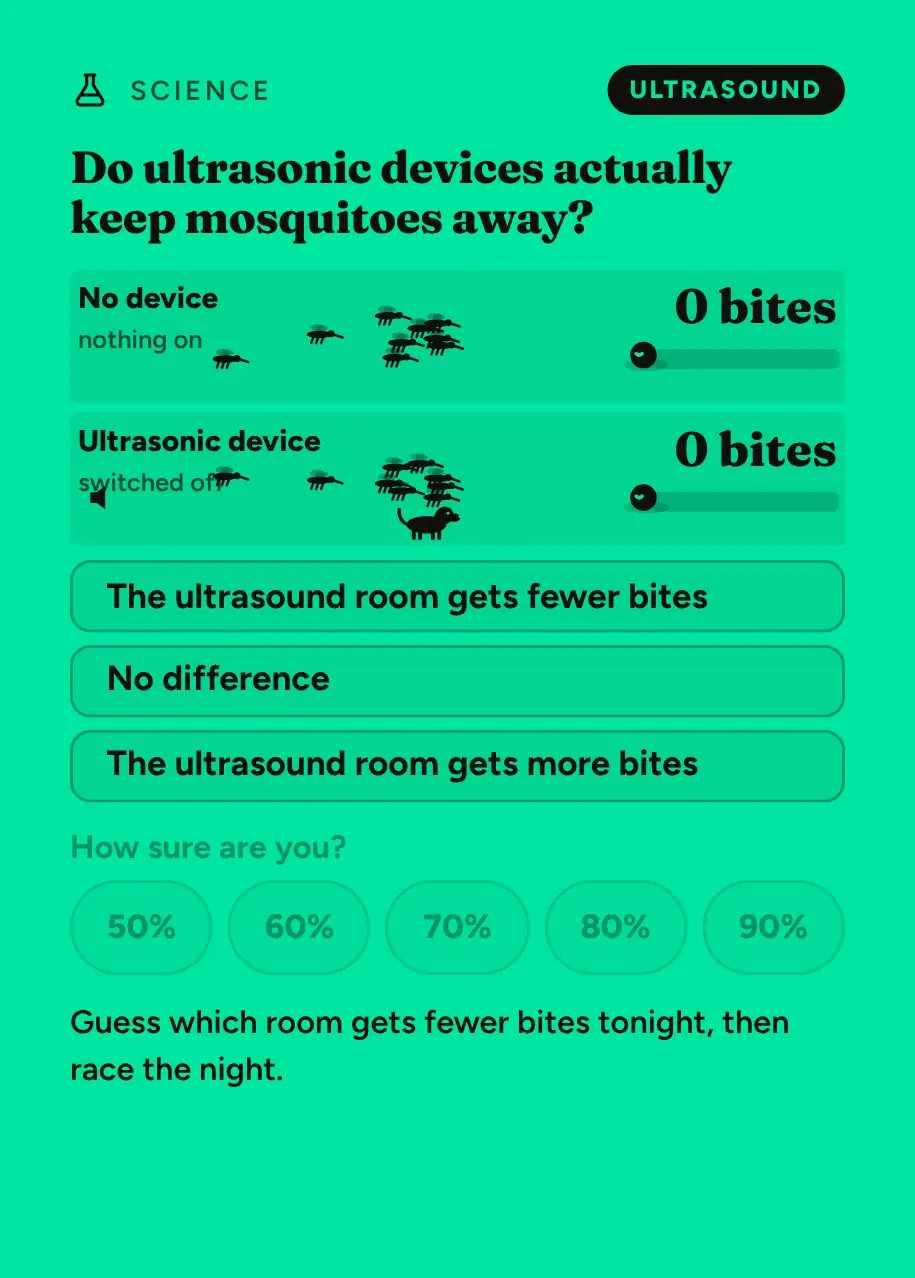 SCIENCE
ULTRASOUND
Do ultrasonic devices actually
keep mosquitoes away?
No device
nothing on
0 bites
Ultrasonic device
switched off
0 bites
The ultrasound room gets fewer bites
No difference
The ultrasound room gets more bites
How sure are you?
50%
60%
70%
80%
90%
Guess which room gets fewer bites tonight, then
race the night.